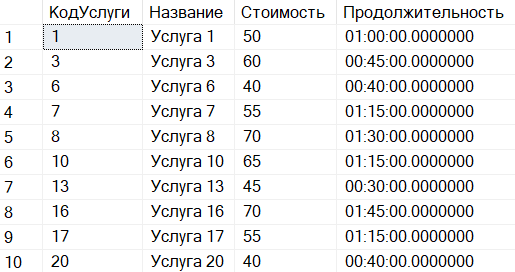 КодУслуги Название Стоимость Продолжительность
1 1 Услуга 1 50 01:00:00.0000000
2 3 Услуга 3 60 00:45:00.0000000
3 6 Услуга 6 40 00:40:00.0000000
4 7 Услуга 7 55 01:15:00.0000000
5 8 Услуга 8 70 01:30:00.0000000
6 10 Услуга 10 65 01:15:00.0000000
7 13 Услуга 13 45 00:30:00.0000000
8 16 Услуга 16 70 01:45:00.0000000
9 17 Услуга 17 55 01:15:00.0000000
10 20 Услуга 20 40 00:40:00.0000000